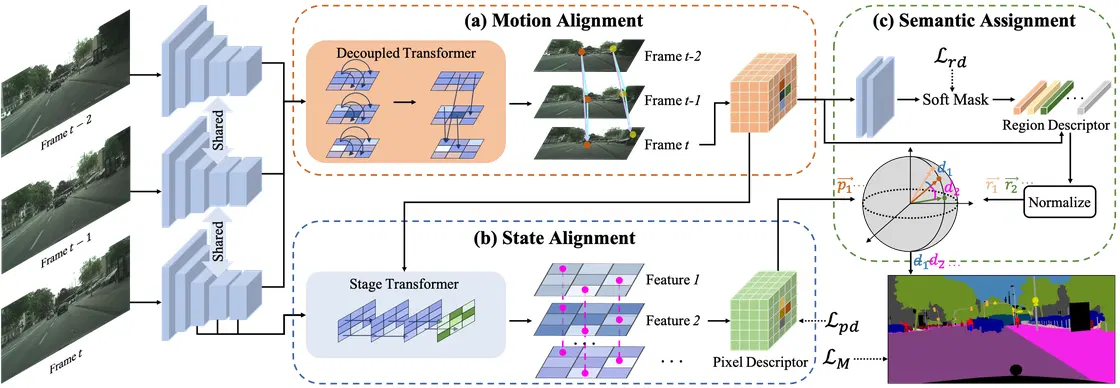 Frame t − 2
Shared
Frame t − 1
Shared
Frame t
(a) Motion Alignment
Decoupled Transformer
Frame t-2
Frame t-1
Frame t
(b) State Alignment
Stage Transformer
Feature 1
Feature 2
· · ·
· · ·
Pixel Descriptor
ℒpd
ℒM
(c) Semantic Assignment
ℒrd
Soft Mask
· · ·
Region Descriptor
p1 ···
d1
d2
r1 r2 ···
Normalize
d1 d2 ···